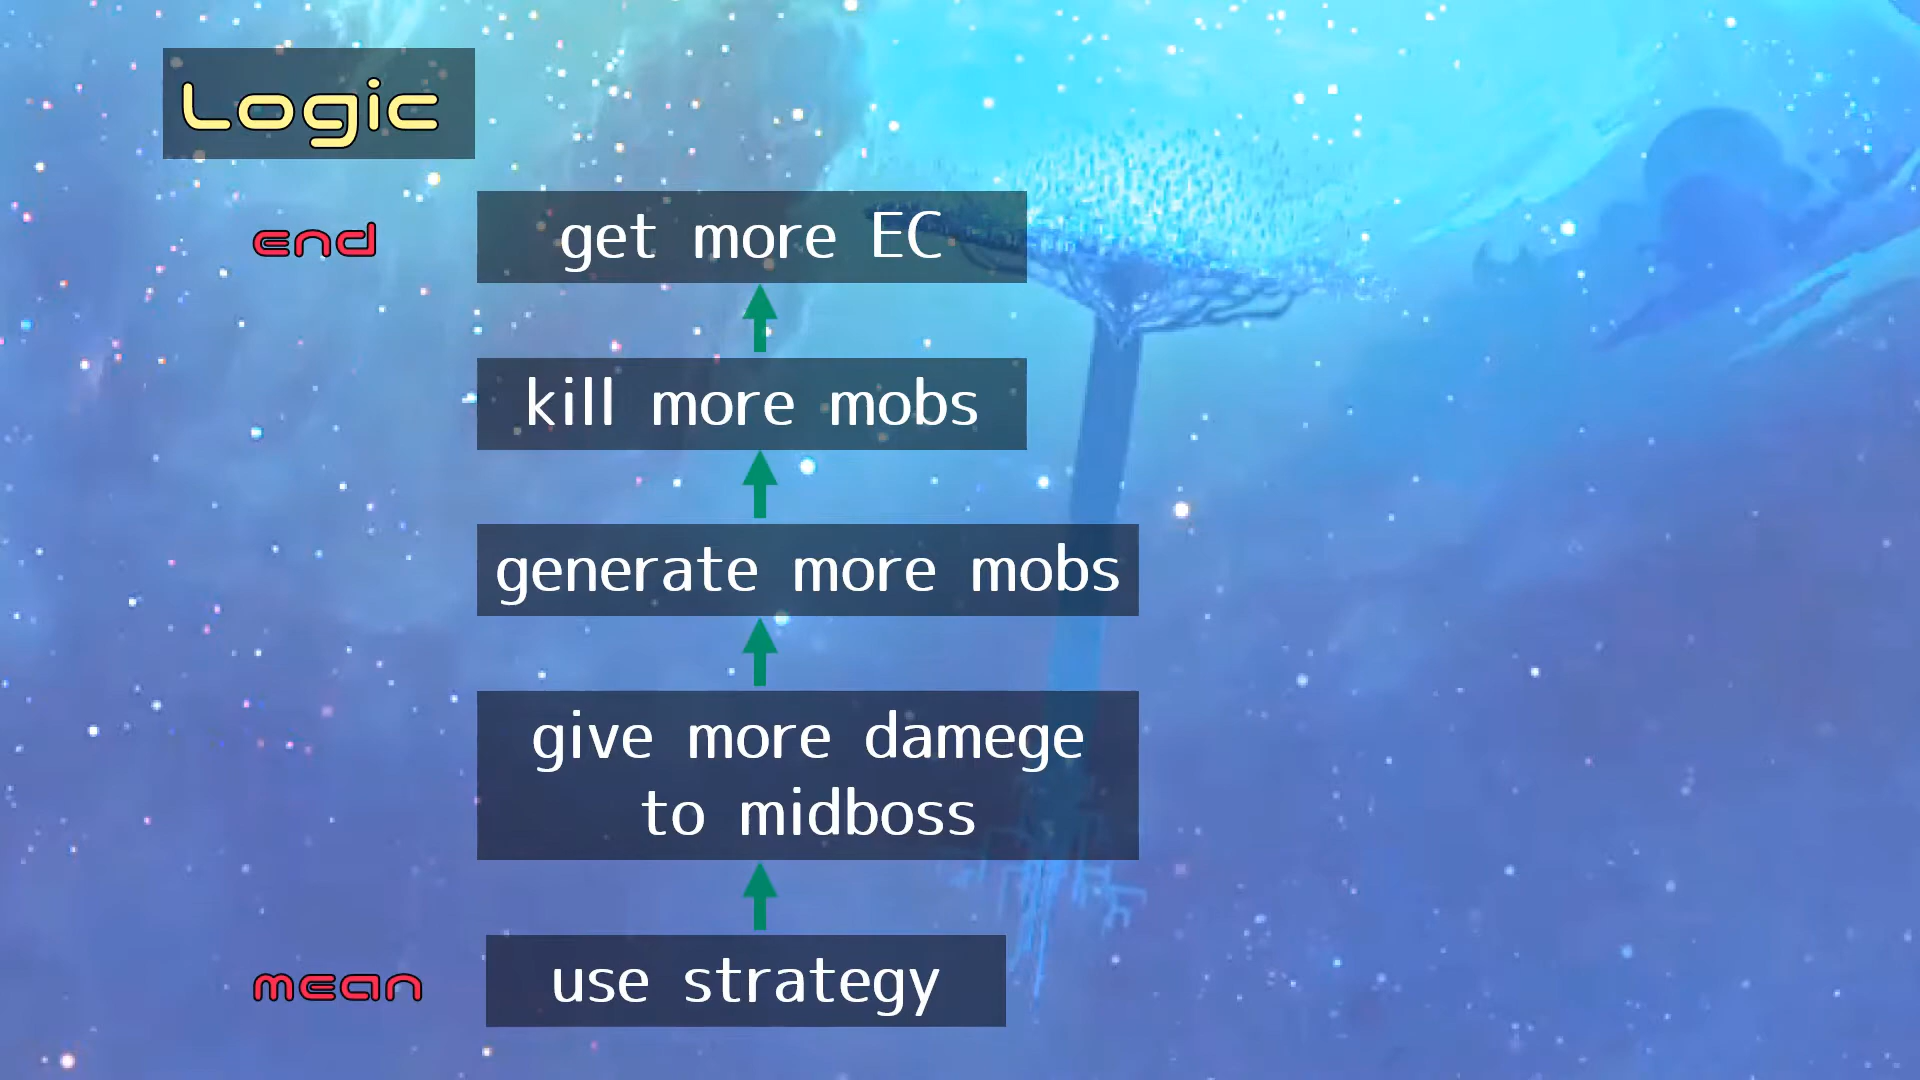 Logic
end
get more EC
kill more mobs
generate more mobs
give more damege
to midboss
mean
use strategy